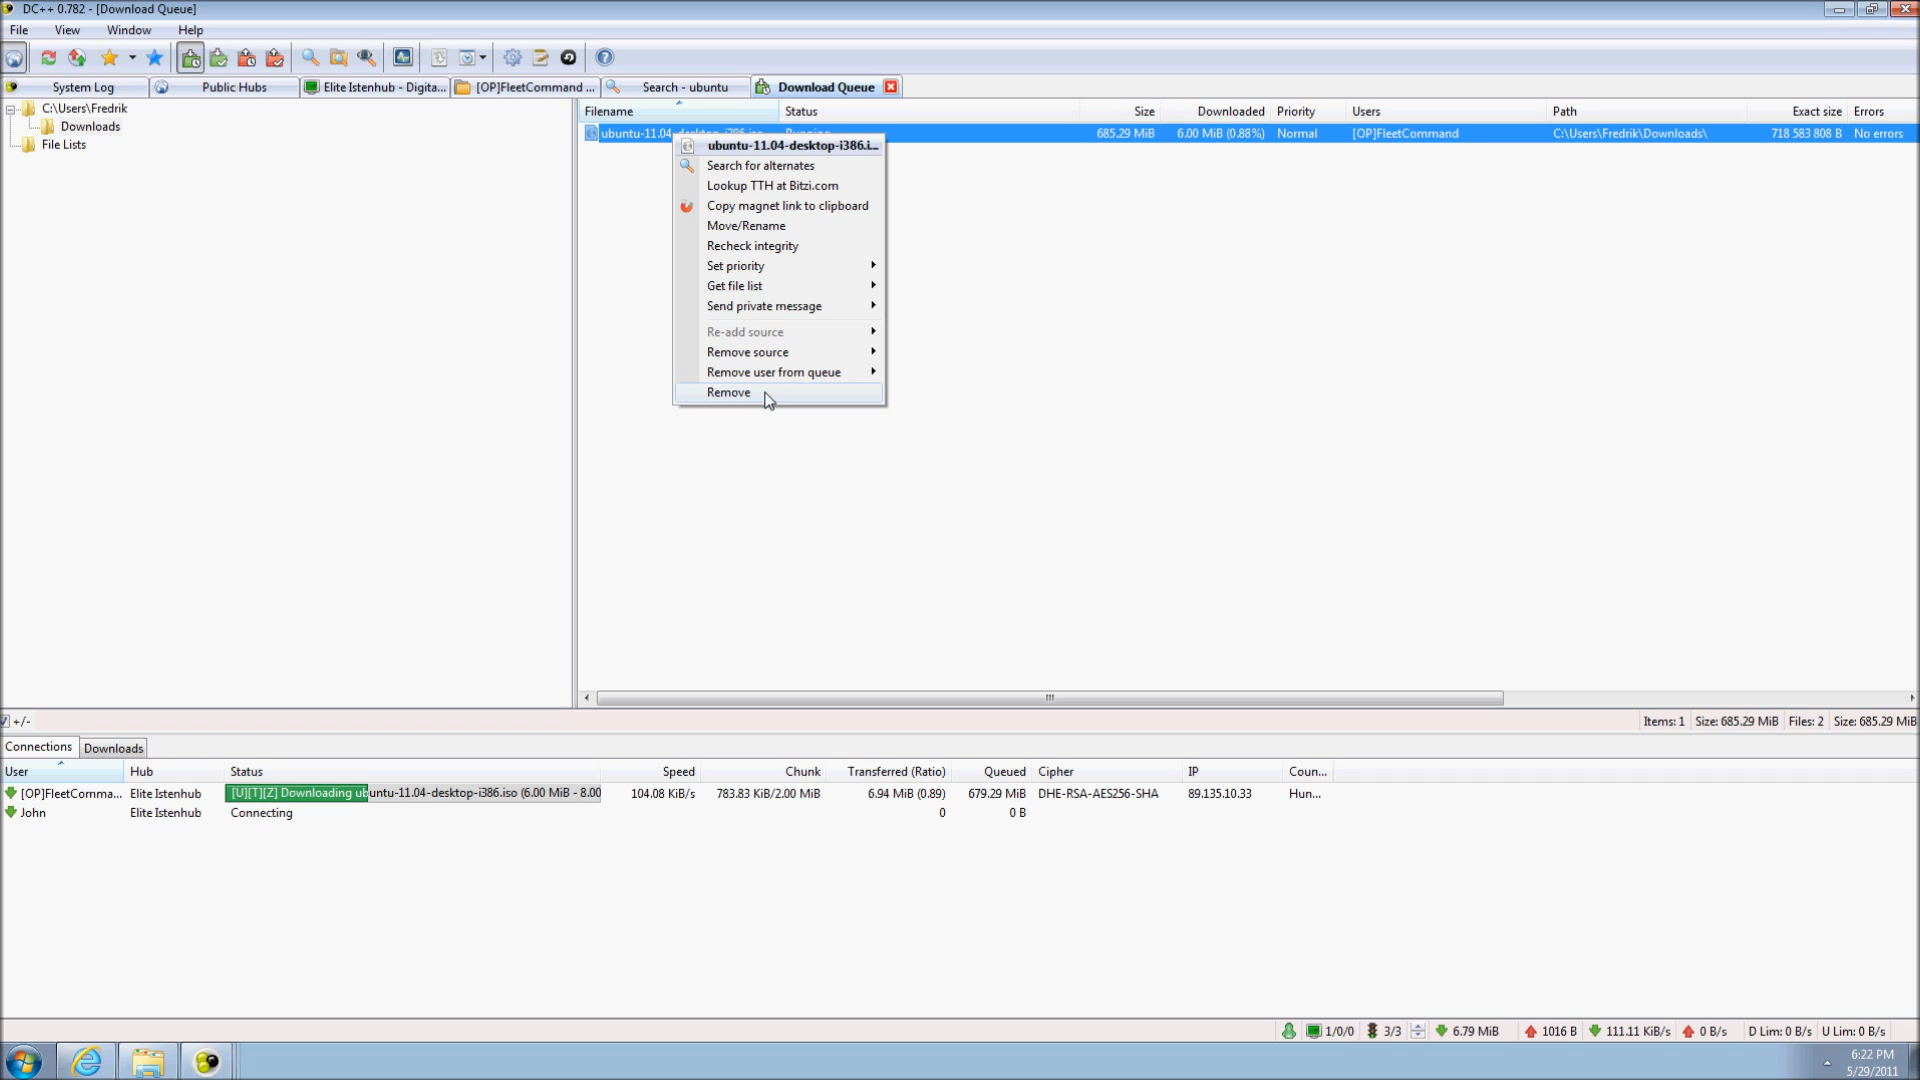 DC++ 0.782 - [Download Queue]
File View Window Help
System Log Public Hubs Elite Istenhub - Digita... [OP]FleetCommand ... Search - ubuntu Download Queue
C:\Users\Fredrik
Downloads
File Lists
Filename Status Size Downloaded Priority Users Path Exact size Errors
ubuntu-11.04-desktop-i386.iso Running 685.29 MiB 6.00 MiB (0.88%) Normal [OP]FleetCommand C:\Users\Fredrik\Downloads\ 718 583 808 B No errors
ubuntu-11.04-desktop-i386.i...
Search for alternates
Lookup TTH at Bitzi.com
Copy magnet link to clipboard
Move/Rename
Recheck integrity
Set priority
Get file list
Send private message
Re-add source
Remove source
Remove user from queue
Remove
+/- Items: 1 Size: 685.29 MiB Files: 2 Size: 685.29 MiB
Connections Downloads
User Hub Status Speed Chunk Transferred (Ratio) Queued Cipher IP Coun...
[OP]FleetComma... Elite Istenhub [U][T][Z] Downloading ubuntu-11.04-desktop-i386.iso (6.00 MiB - 8.00 104.08 KiB/s 783.83 KiB/2.00 MiB 6.94 MiB (0.89) 679.29 MiB DHE-RSA-AES256-SHA 89.135.10.33 Hun...
John Elite Istenhub Connecting 0 0 B
1/0/0 3/3 6.79 MiB 1016 B 111.11 KiB/s 0 B/s D Lim: 0 B/s U Lim: 0 B/s
6:22 PM
5/29/2011